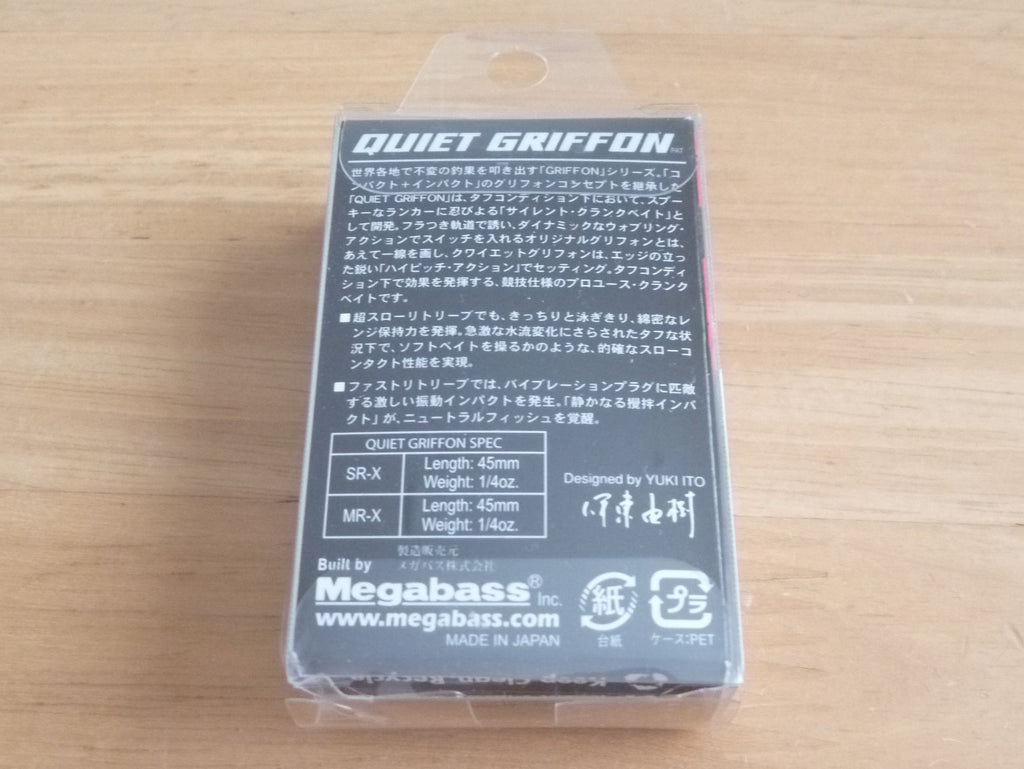 QUIET GRIFFON PAT
世界各地で不変の釣果を叩き出す「GRIFFON」シリーズ。「コ
ンパクト+インパクト」のグリフォンコンセプトを継承した
「QUIET GRIFFON」は、タフコンディション下において、スプー
キーなランカーに忍びよる「サイレント・クランクベイト」と
して開発。フラつき軌道で誘い、ダイナミックなウォブリング・
アクションでスイッチを入れるオリジナルグリフォンとは、
あえて一線を画し、クワイエットグリフォンは、エッジの立っ
た鋭い「ハイピッチ・アクション」でセッティング。タフコンディ
ション下で効果を発揮する、競技仕様のプロユース・クランク
ベイトです。
■超スローリトリーブでも、きっちりと泳ぎきり、綿密なレ
ンジ保持力を発揮。急激な水流変化にさらされたタフな状
況下で、ソフトベイトを操るかのような、的確なスローコ
ンタクト性能を実現。
■ファストリトリーブでは、バイブレーションプラグに匹敵
する激しい振動インパクトを発生。「静かなる撹拌インパ
クト」が、ニュートラルフィッシュを覚醒。
QUIET GRIFFON SPEC
SR-X Length: 45mm
Weight: 1/4oz.
MR-X Length: 45mm
Weight: 1/4oz.
Designed by YUKI ITO
伊東由樹
製造販売元
メガバス株式会社
Built by
Megabass® Inc.
www.megabass.com
MADE IN JAPAN
紙
台紙
プラ
ケース:PET
Keep Clean, Recycle